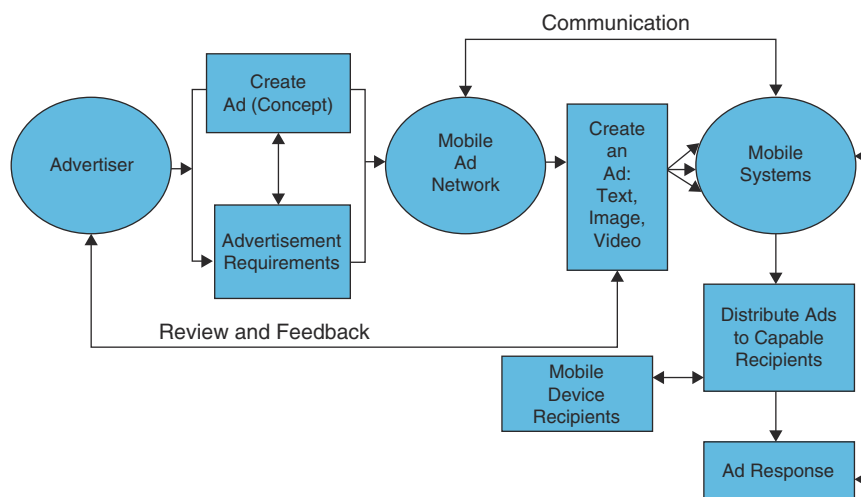 Communication
Create
Ad (Concept)
Advertiser
Mobile
Ad
Network
Create
an
Ad:
Text,
Image,
Video
Mobile
Systems
Advertisement
Requirements
Review and Feedback
Distribute Ads
to Capable
Recipients
Mobile
Device
Recipients
Ad Response